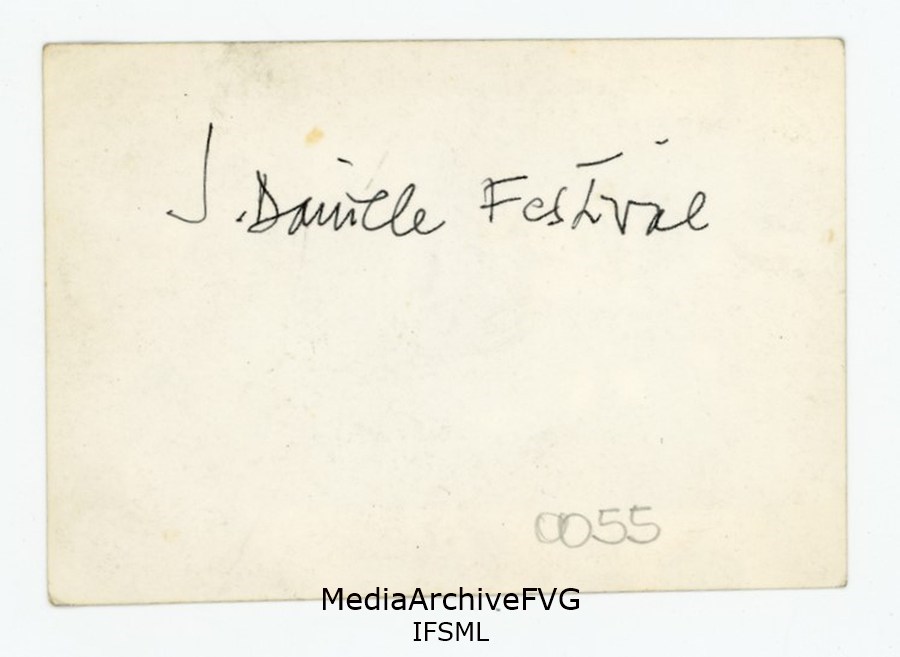 S. Daniele Festival
0055
MediaArchiveFVG
IFSML